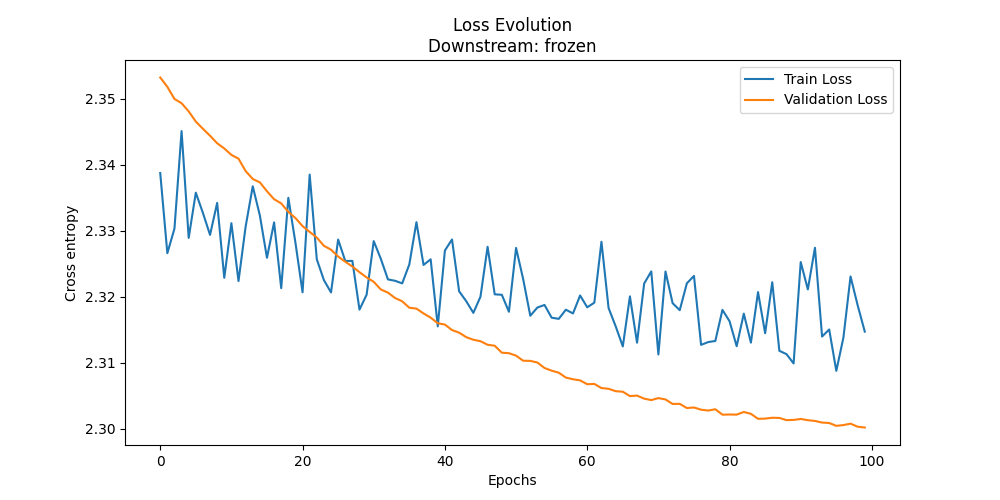 Loss Evolution
Downstream: frozen
Train Loss
Validation Loss
Cross entropy
2.35
2.34
2.33
2.32
2.31
2.30
0
20
40
60
80
100
Epochs